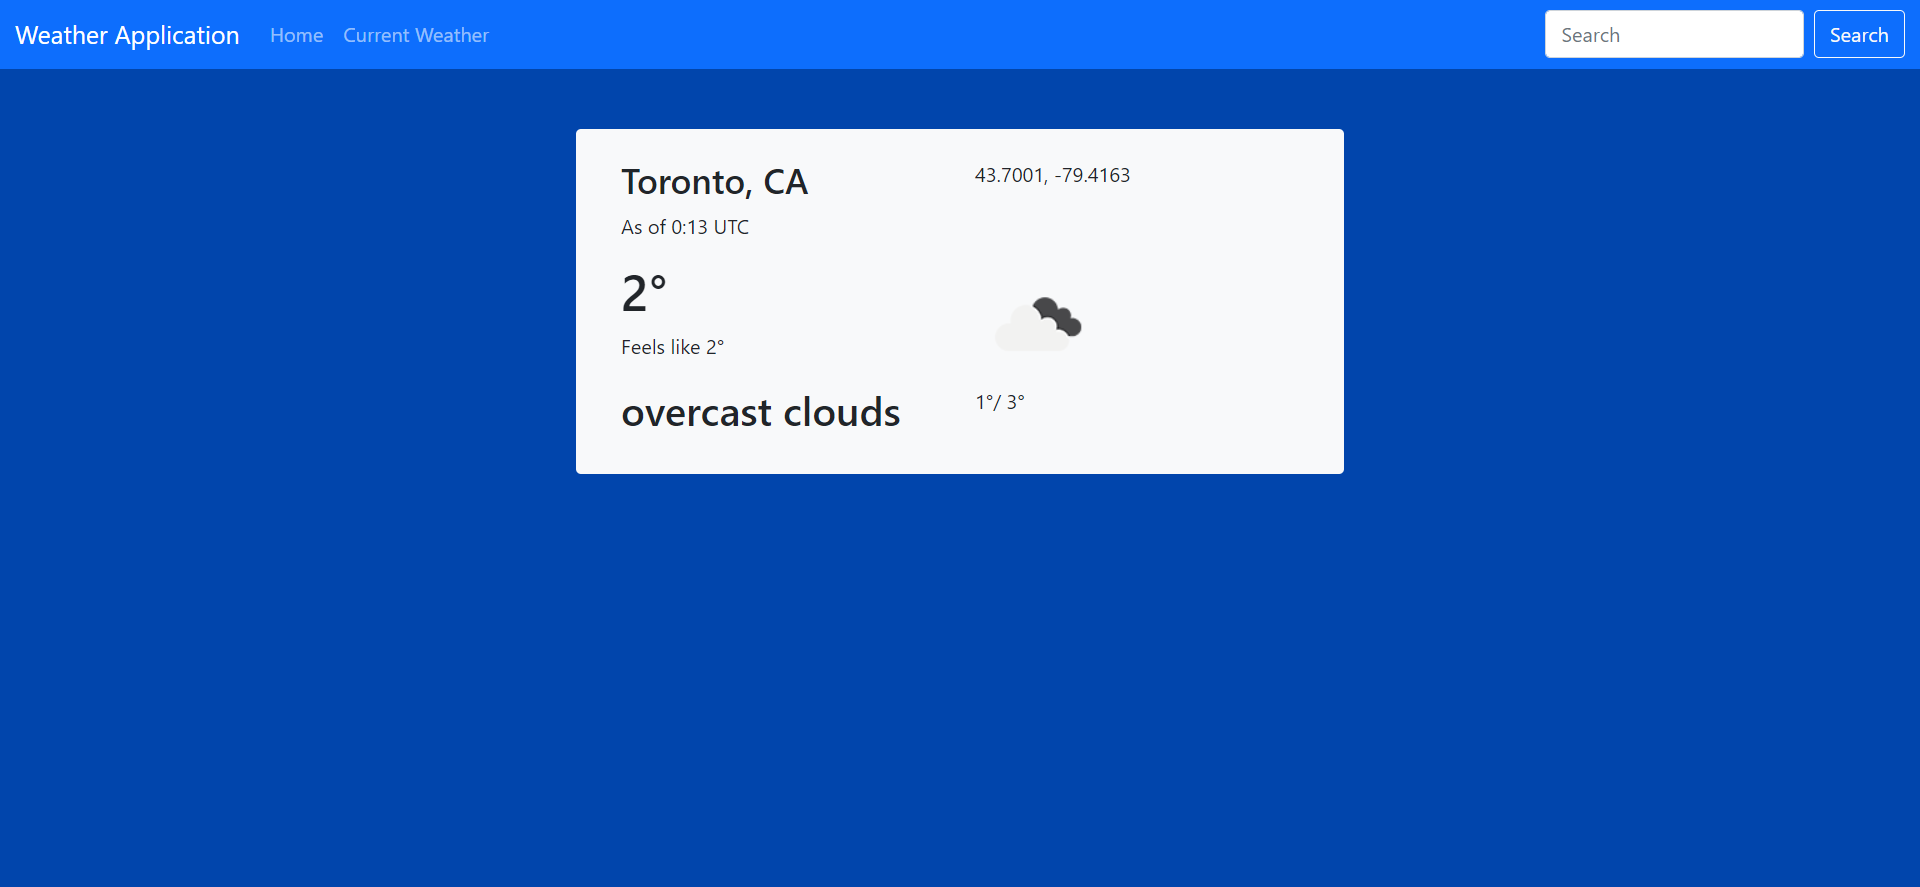 Weather Application
Home
Current Weather
Search
Search
Toronto, CA
43.7001, -79.4163
As of 0:13 UTC
2°
Feels like 2°
overcast clouds
1°/ 3°